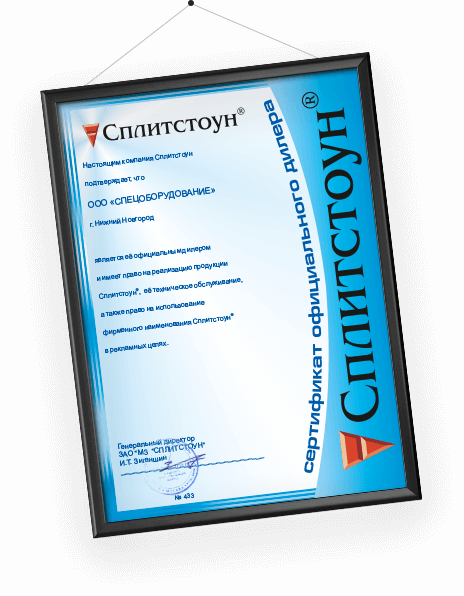 Сплитстоун®
Настоящим компания Сплитстоун
подтверждает, что
ООО «СПЕЦОБОРУДОВАНИЕ»
г. Нижний Новгород
является её официальным дилером
и имеет право на реализацию продукции
Сплитстоун®, её техническое обслуживание,
а также право на использование
фирменного наименования Сплитстоун®
в рекламных целях.
Генеральный директор
ЗАО "МЗ "СПЛИТСТОУН"
И.Т. Зиганшин
№ 433
сертификат официального дилера
Сплитстоун®